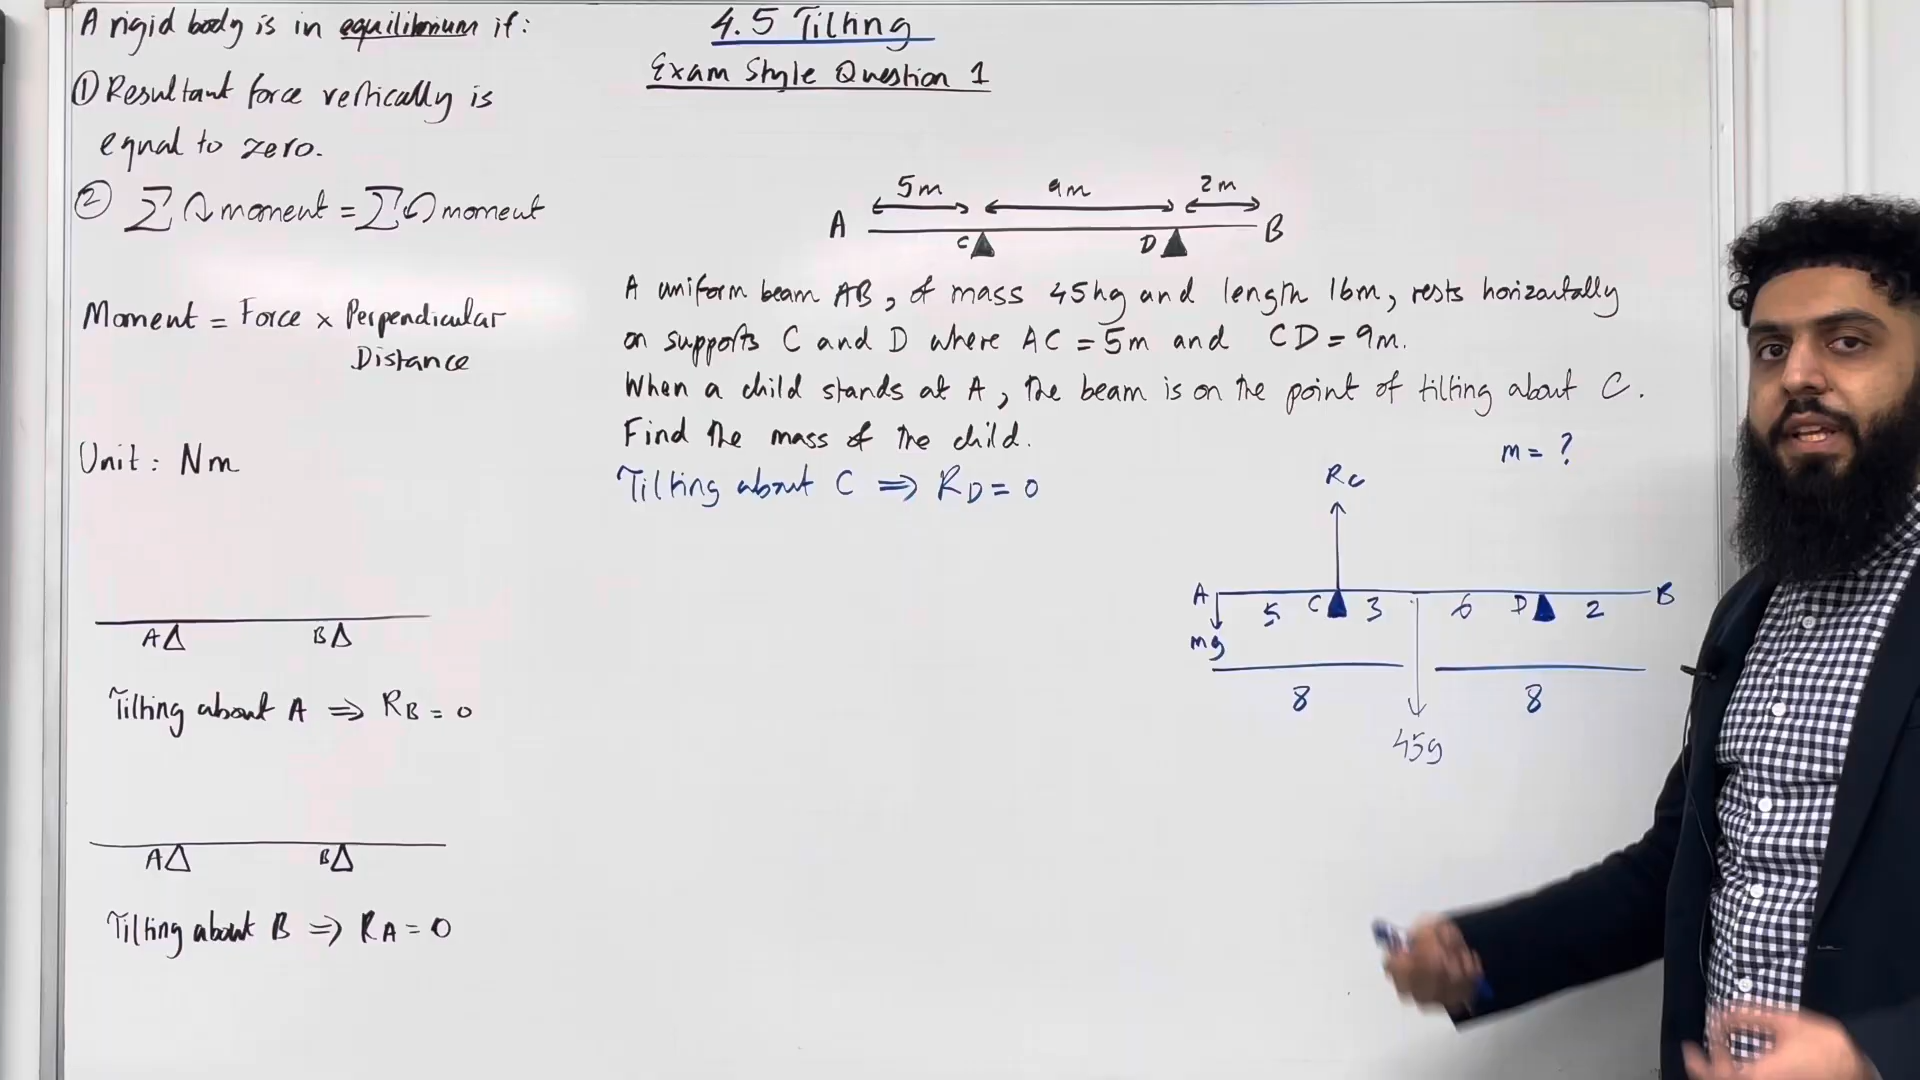 A rigid body is in equilibrium if:
① Resultant force vertically is
equal to zero.
② ∑ ↻ moment = ∑ ↺ moment
Moment = Force × Perpendicular
Distance
Unit: Nm
A B
Tilting about A ⇒ RB = 0
A B
Tilting about B ⇒ RA = 0
4.5 Tilting
Exam Style Question 1
5m 9m 2m
A B
C D
A uniform beam AB, of mass 45kg and length 16m, rests horizontally
on supports C and D where AC = 5m and CD = 9m.
When a child stands at A, the beam is on the point of tilting about C.
Find the mass of the child.
m = ?
Tilting about C ⇒ RD = 0
RC
A 5 C 3 6 D 2 B
mg
8 8
45g